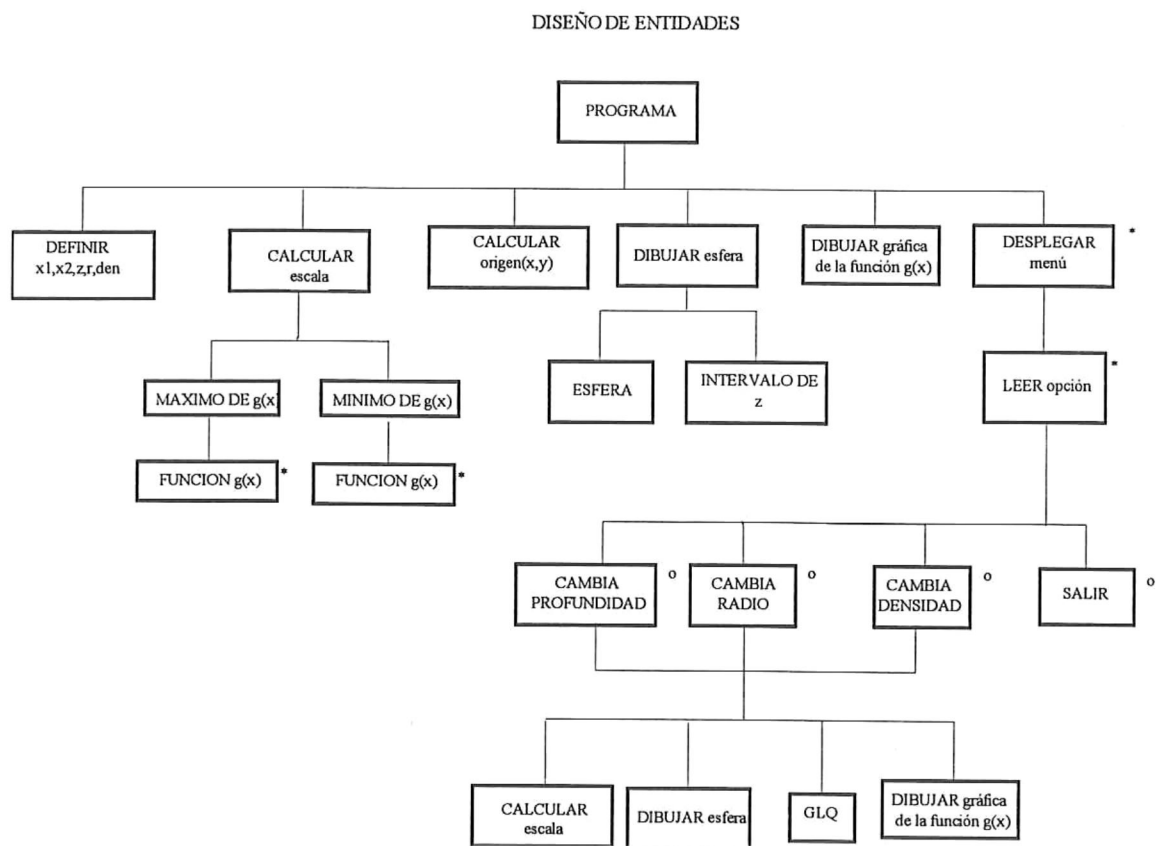 DISEÑO DE ENTIDADES
PROGRAMA
DEFINIR
x1,x2,z,r,den
CALCULAR
escala
CALCULAR
origen(x,y)
DIBUJAR esfera
DIBUJAR gráfica
de la función g(x)
DESPLEGAR
menú
*
MAXIMO DE g(x)
MINIMO DE g(x)
ESFERA
INTERVALO DE
z
LEER opción
*
FUNCION g(x)
*
FUNCION g(x)
*
CAMBIA
PROFUNDIDAD
o
CAMBIA
RADIO
o
CAMBIA
DENSIDAD
o
SALIR
o
CALCULAR
escala
DIBUJAR esfera
GLQ
DIBUJAR gráfica
de la función g(x)